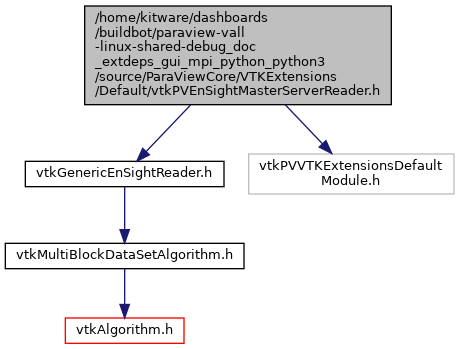 /home/kitware/dashboards
/buildbot/paraview-vall
-linux-shared-debug_doc
_extdeps_gui_mpi_python_python3
/source/ParaViewCore/VTKExtensions
/Default/vtkPVEnSightMasterServerReader.h
vtkGenericEnSightReader.h
vtkPVVTKExtensionsDefault
Module.h
vtkMultiBlockDataSetAlgorithm.h
vtkAlgorithm.h